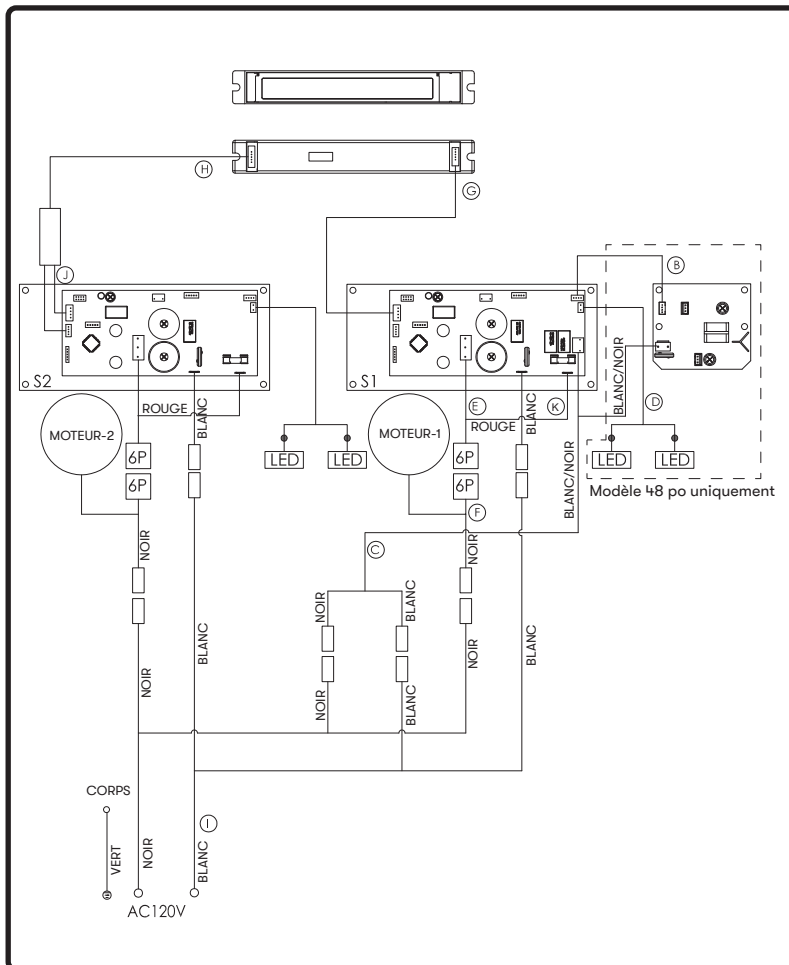 H
G
J
B
S2
S1
ROUGE
BLANC
E
ROUGE
K
BLANC
BLANC/NOIR
BLANC/NOIR
D
MOTEUR-2
6P
6P
LED
LED
MOTEUR-1
6P
6P
LED
LED
Modèle 48 po uniquement
F
C
NOIR
NOIR
NOIR
BLANC
NOIR
BLANC
NOIR
BLANC
NOIR
BLANC
BLANC
CORPS
VERT
NOIR
BLANC
I
AC120V